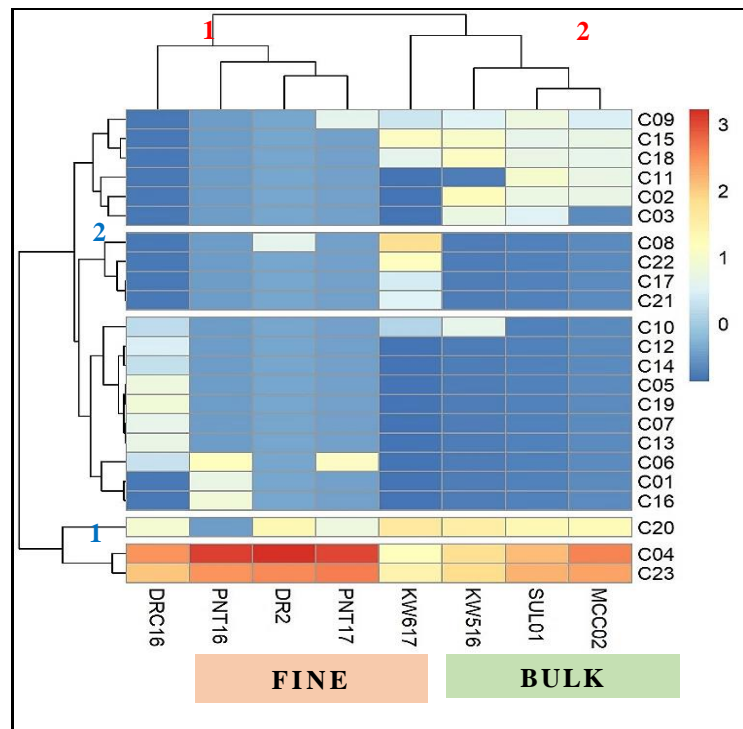 1
2
C09
C15
C18
C11
C02
C03
2
C08
C22
C17
C21
C10
C12
C14
C05
C19
C07
C13
C06
C01
C16
1
C20
C04
C23
3
2
1
0
DRC16
PNT16
DR2
PNT17
KW617
KW516
SUL01
MCC02
FINE
BULK